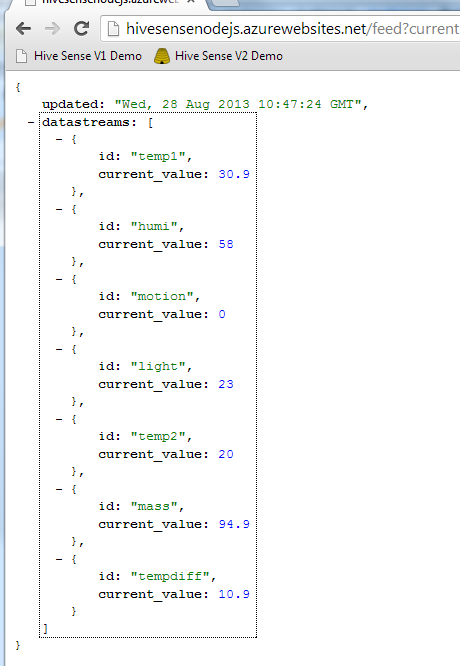 hivesensenodejs.azurewebsites
hivesensenodejs.azurewebsites.net/feed?current
Hive Sense V1 Demo Hive Sense V2 Demo
{
updated: "Wed, 28 Aug 2013 10:47:24 GMT",
- datastreams: [
- {
id: "temp1",
current_value: 30.9
},
- {
id: "humi",
current_value: 58
},
- {
id: "motion",
current_value: 0
},
- {
id: "light",
current_value: 23
},
- {
id: "temp2",
current_value: 20
},
- {
id: "mass",
current_value: 94.9
},
- {
id: "tempdiff",
current_value: 10.9
}
]
}